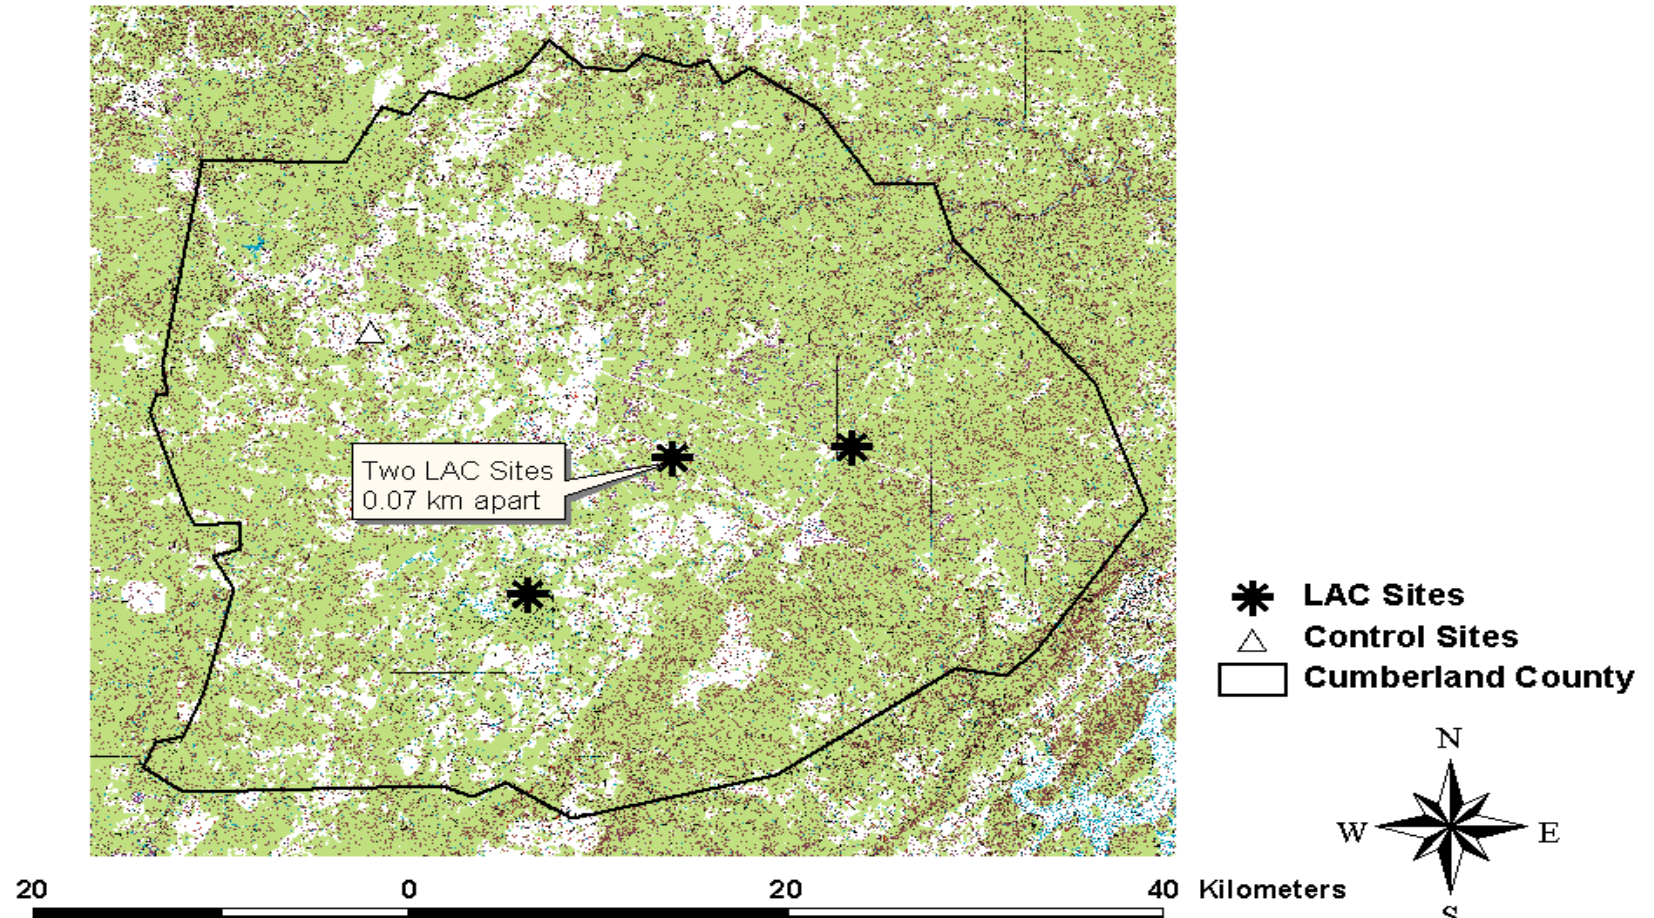 Two LAC Sites
0.07 km apart
LAC Sites
Control Sites
Cumberland County
N
W E
S
20 0 20 40 Kilometers